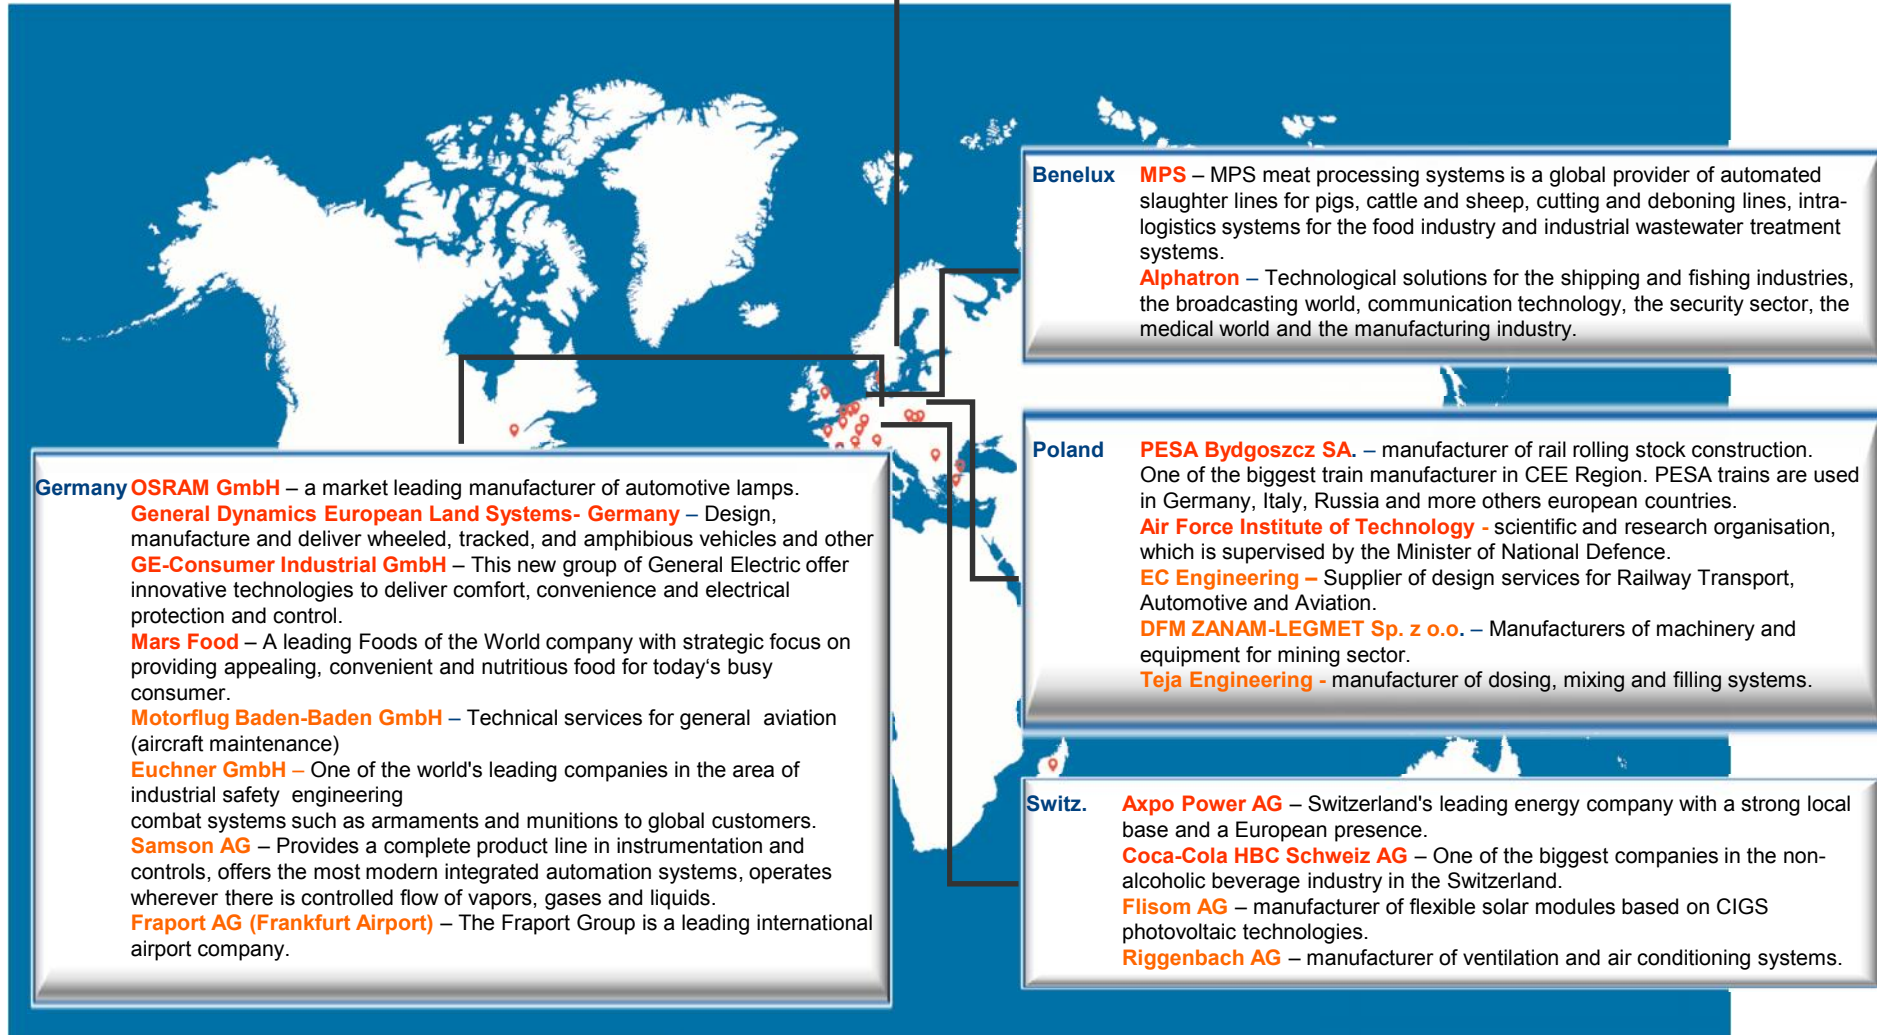 Benelux MPS – MPS meat processing systems is a global provider of automated
slaughter lines for pigs, cattle and sheep, cutting and deboning lines, intra-
logistics systems for the food industry and industrial wastewater treatment
systems.
Alphatron – Technological solutions for the shipping and fishing industries,
the broadcasting world, communication technology, the security sector, the
medical world and the manufacturing industry.
Poland PESA Bydgoszcz SA. – manufacturer of rail rolling stock construction.
One of the biggest train manufacturer in CEE Region. PESA trains are used
in Germany, Italy, Russia and more others european countries.
Air Force Institute of Technology - scientific and research organisation,
which is supervised by the Minister of National Defence.
EC Engineering – Supplier of design services for Railway Transport,
Automotive and Aviation.
DFM ZANAM-LEGMET Sp. z o.o. – Manufacturers of machinery and
equipment for mining sector.
Teja Engineering - manufacturer of dosing, mixing and filling systems.
Germany OSRAM GmbH – a market leading manufacturer of automotive lamps.
General Dynamics European Land Systems- Germany – Design,
manufacture and deliver wheeled, tracked, and amphibious vehicles and other
GE-Consumer Industrial GmbH – This new group of General Electric offer
innovative technologies to deliver comfort, convenience and electrical
protection and control.
Mars Food – A leading Foods of the World company with strategic focus on
providing appealing, convenient and nutritious food for today‘s busy
consumer.
Motorflug Baden-Baden GmbH – Technical services for general aviation
(aircraft maintenance)
Euchner GmbH – One of the world's leading companies in the area of
industrial safety engineering
combat systems such as armaments and munitions to global customers.
Samson AG – Provides a complete product line in instrumentation and
controls, offers the most modern integrated automation systems, operates
wherever there is controlled flow of vapors, gases and liquids.
Fraport AG (Frankfurt Airport) – The Fraport Group is a leading international
airport company.
Switz. Axpo Power AG – Switzerland's leading energy company with a strong local
base and a European presence.
Coca-Cola HBC Schweiz AG – One of the biggest companies in the non-
alcoholic beverage industry in the Switzerland.
Flisom AG – manufacturer of flexible solar modules based on CIGS
photovoltaic technologies.
Riggenbach AG – manufacturer of ventilation and air conditioning systems.